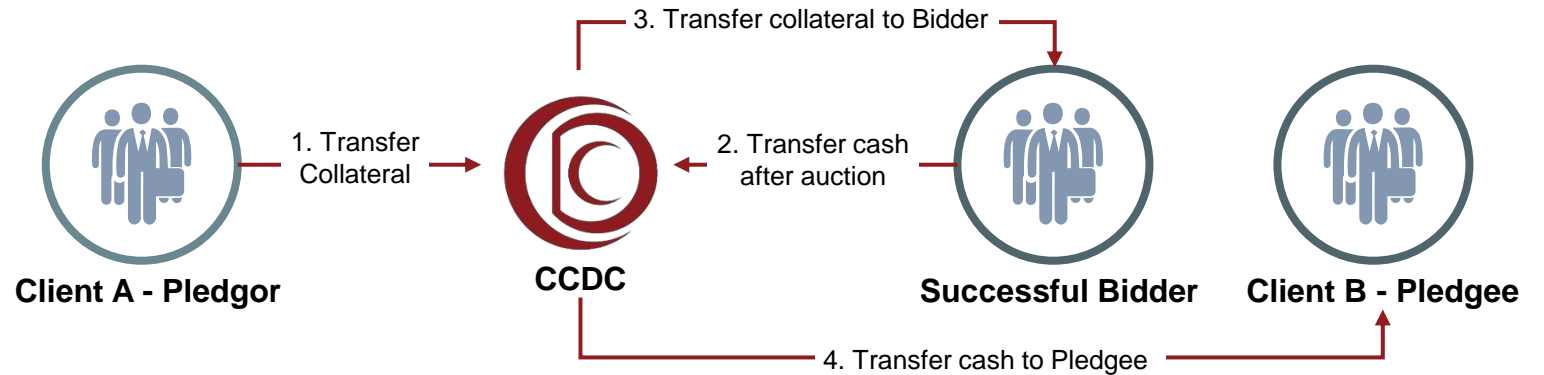 3. Transfer collateral to Bidder
1. Transfer
Collateral
2. Transfer cash
after auction
Client A - Pledgor
CCDC
Successful Bidder
Client B - Pledgee
4. Transfer cash to Pledgee